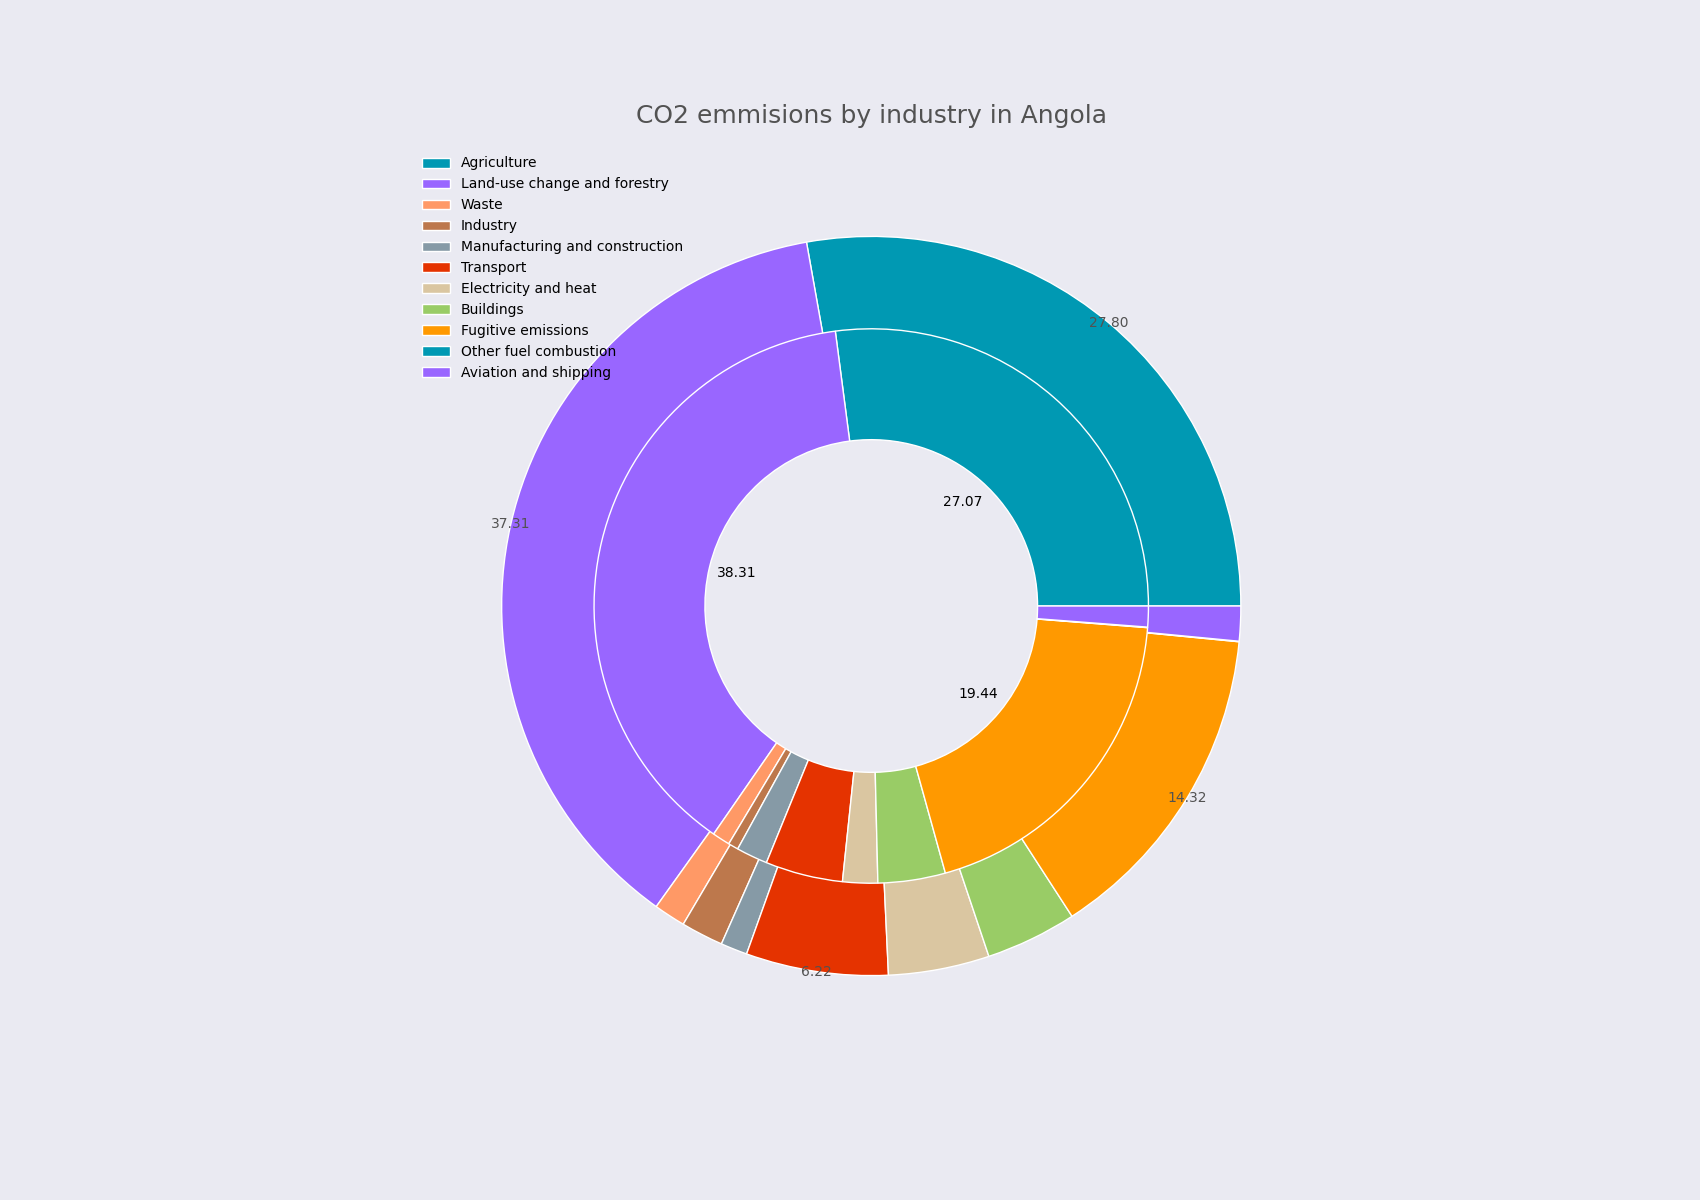 CO2 emmisions by industry in Angola
Agriculture
Land-use change and forestry
Waste
Industry
Manufacturing and construction
Transport
Electricity and heat
Buildings
Fugitive emissions
Other fuel combustion
Aviation and shipping
27.80
27.07
37.31
38.31
19.44
14.32
6.22